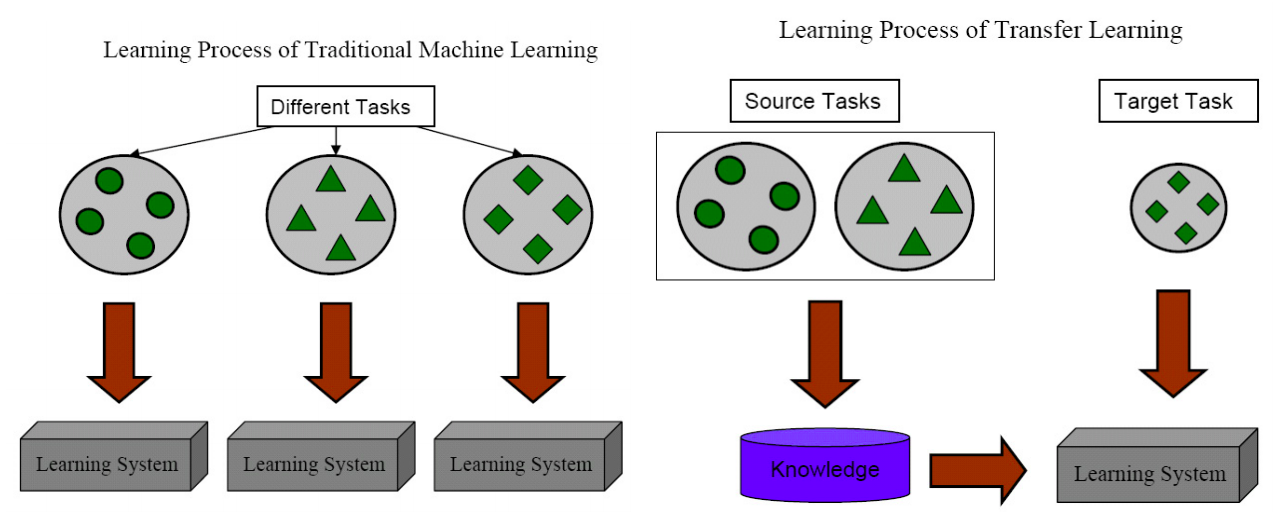 Learning Process of Traditional Machine Learning
Different Tasks
Learning System
Learning System
Learning System
Learning Process of Transfer Learning
Source Tasks
Target Task
Knowledge
Learning System